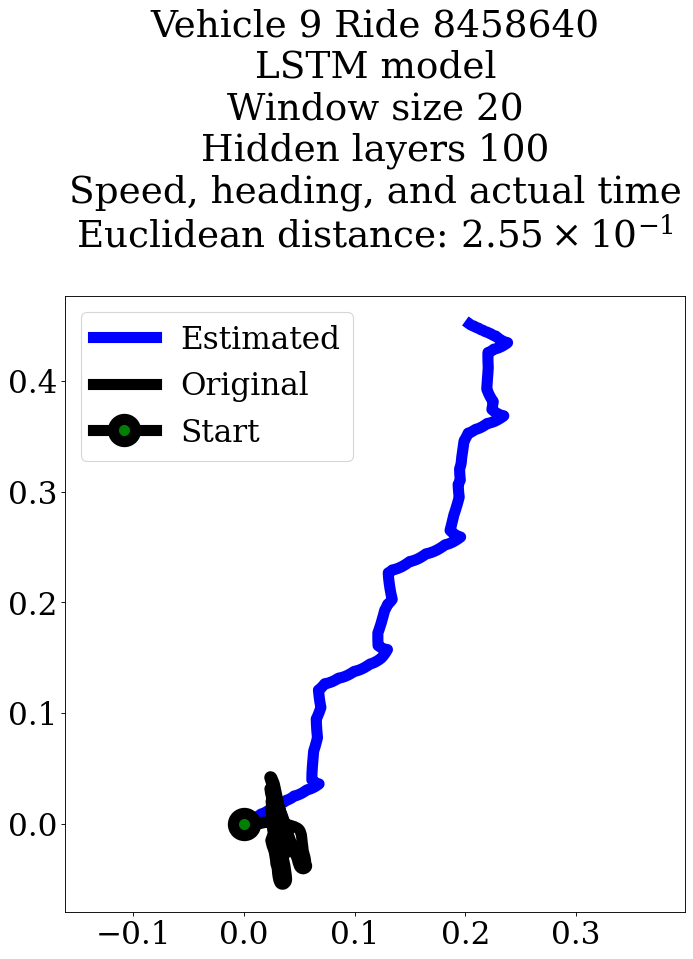 Vehicle 9 Ride 8458640
LSTM model
Window size 20
Hidden layers 100
Speed, heading, and actual time
Euclidean distance: 2.55 × 10⁻¹
Estimated
Original
Start
0.4
0.3
0.2
0.1
0.0
−0.1 0.0 0.1 0.2 0.3